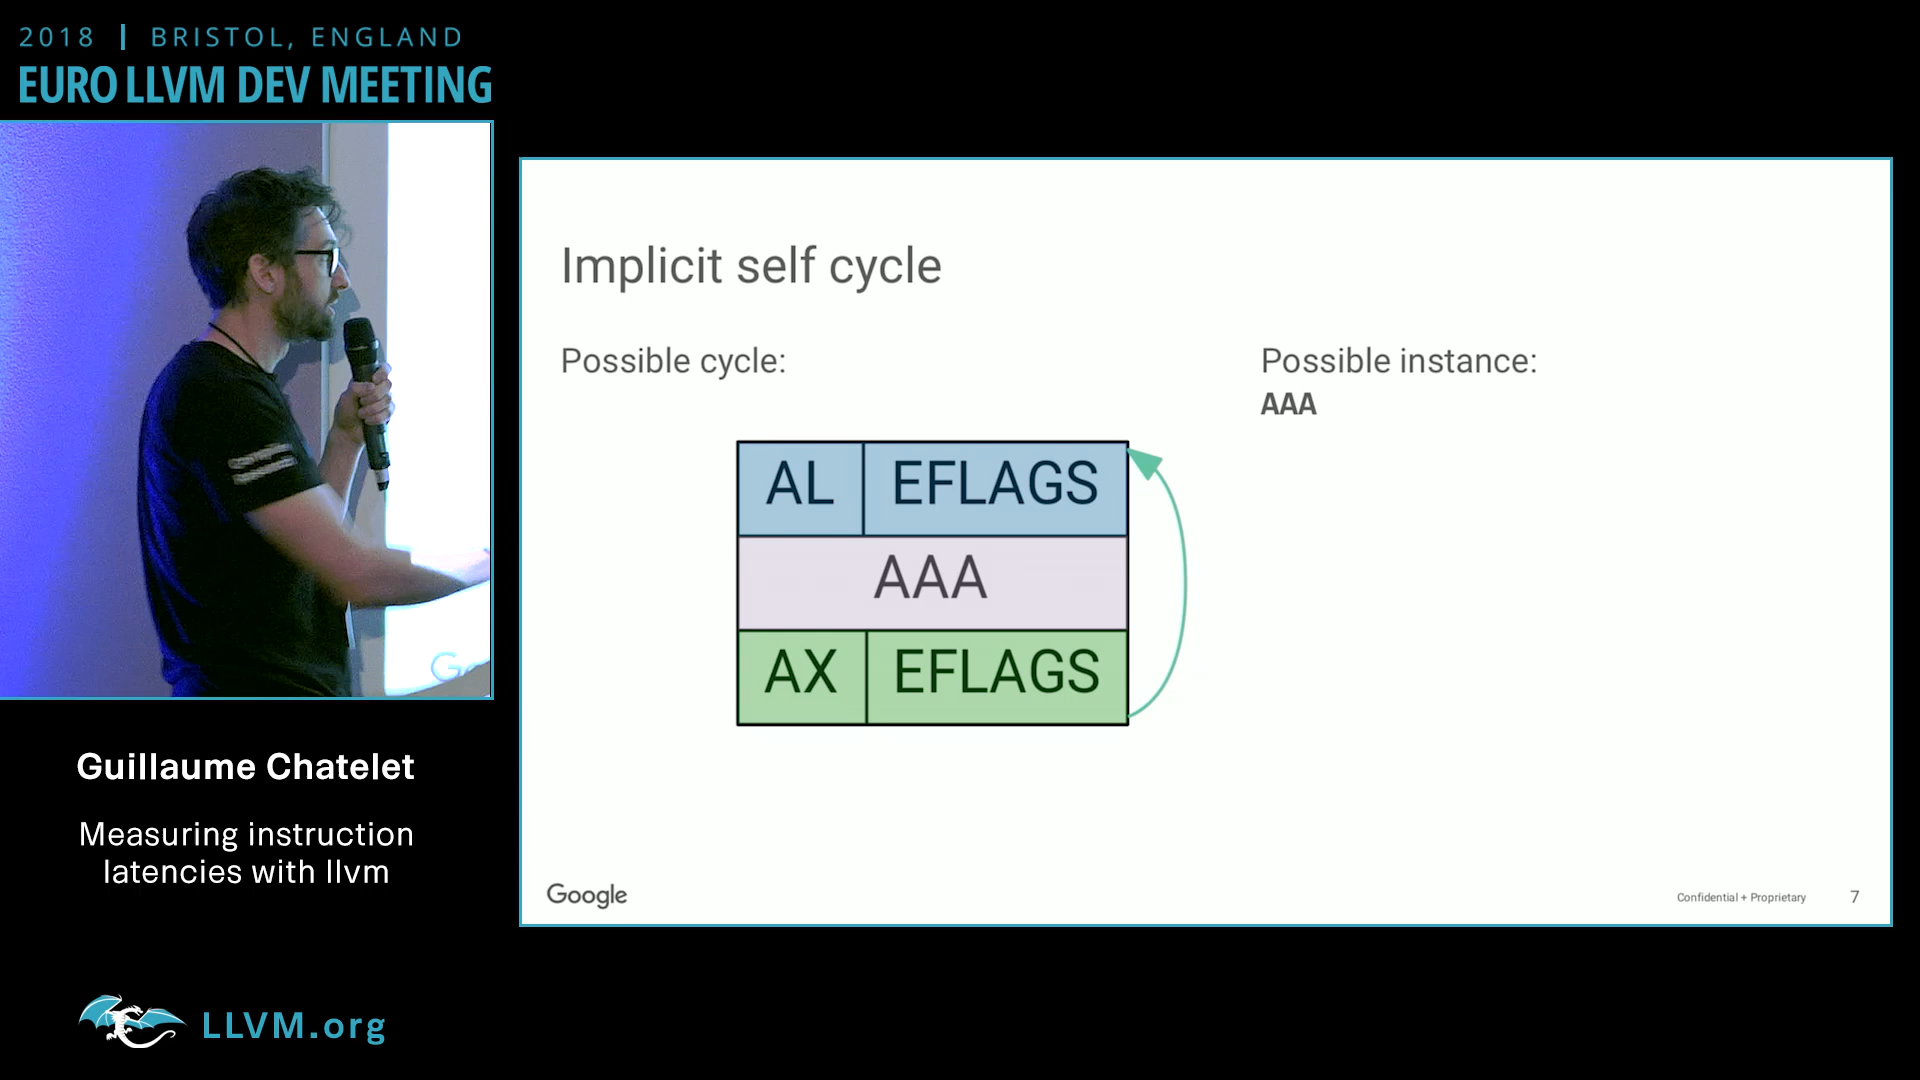 2018 | BRISTOL, ENGLAND
EURO LLVM DEV MEETING
Implicit self cycle
Possible cycle:
Possible instance:
AAA
AL EFLAGS
AAA
AX EFLAGS
Google
Confidential + Proprietary 7
Guillaume Chatelet
Measuring instruction
latencies with llvm
LLVM.org